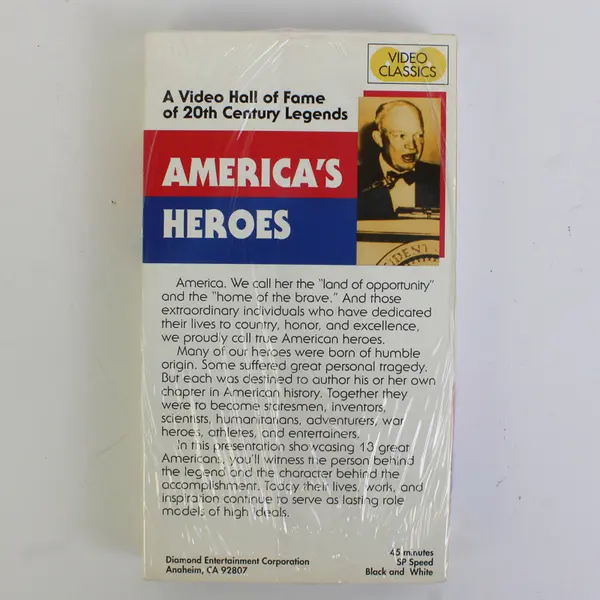 VIDEO
CLASSICS
A Video Hall of Fame
of 20th Century Legends
AMERICA'S
HEROES
IDENT
America. We call her the "land of opportunity"
and the "home of the brave." And those
extraordinary individuals who have dedicated
their lives to country, honor, and excellence,
we proudly call true American heroes.
Many of our heroes were born of humble
origin. Some suffered great personal tragedy.
But each was destined to author his or her own
chapter in American history. Together they
were to become statesmen, inventors,
scientists, humanitarians, adventurers, war
heroes, athletes, and entertainers.
In this presentation showcasing 13 great
Americans, you'll witness the person behind
the legend and the character behind the
accomplishment. Today their lives, work, and
inspiration continue to serve as lasting role
models of high ideals.
Diamond Entertainment Corporation
Anaheim, CA 92807
45 minutes
SP Speed
Black and White